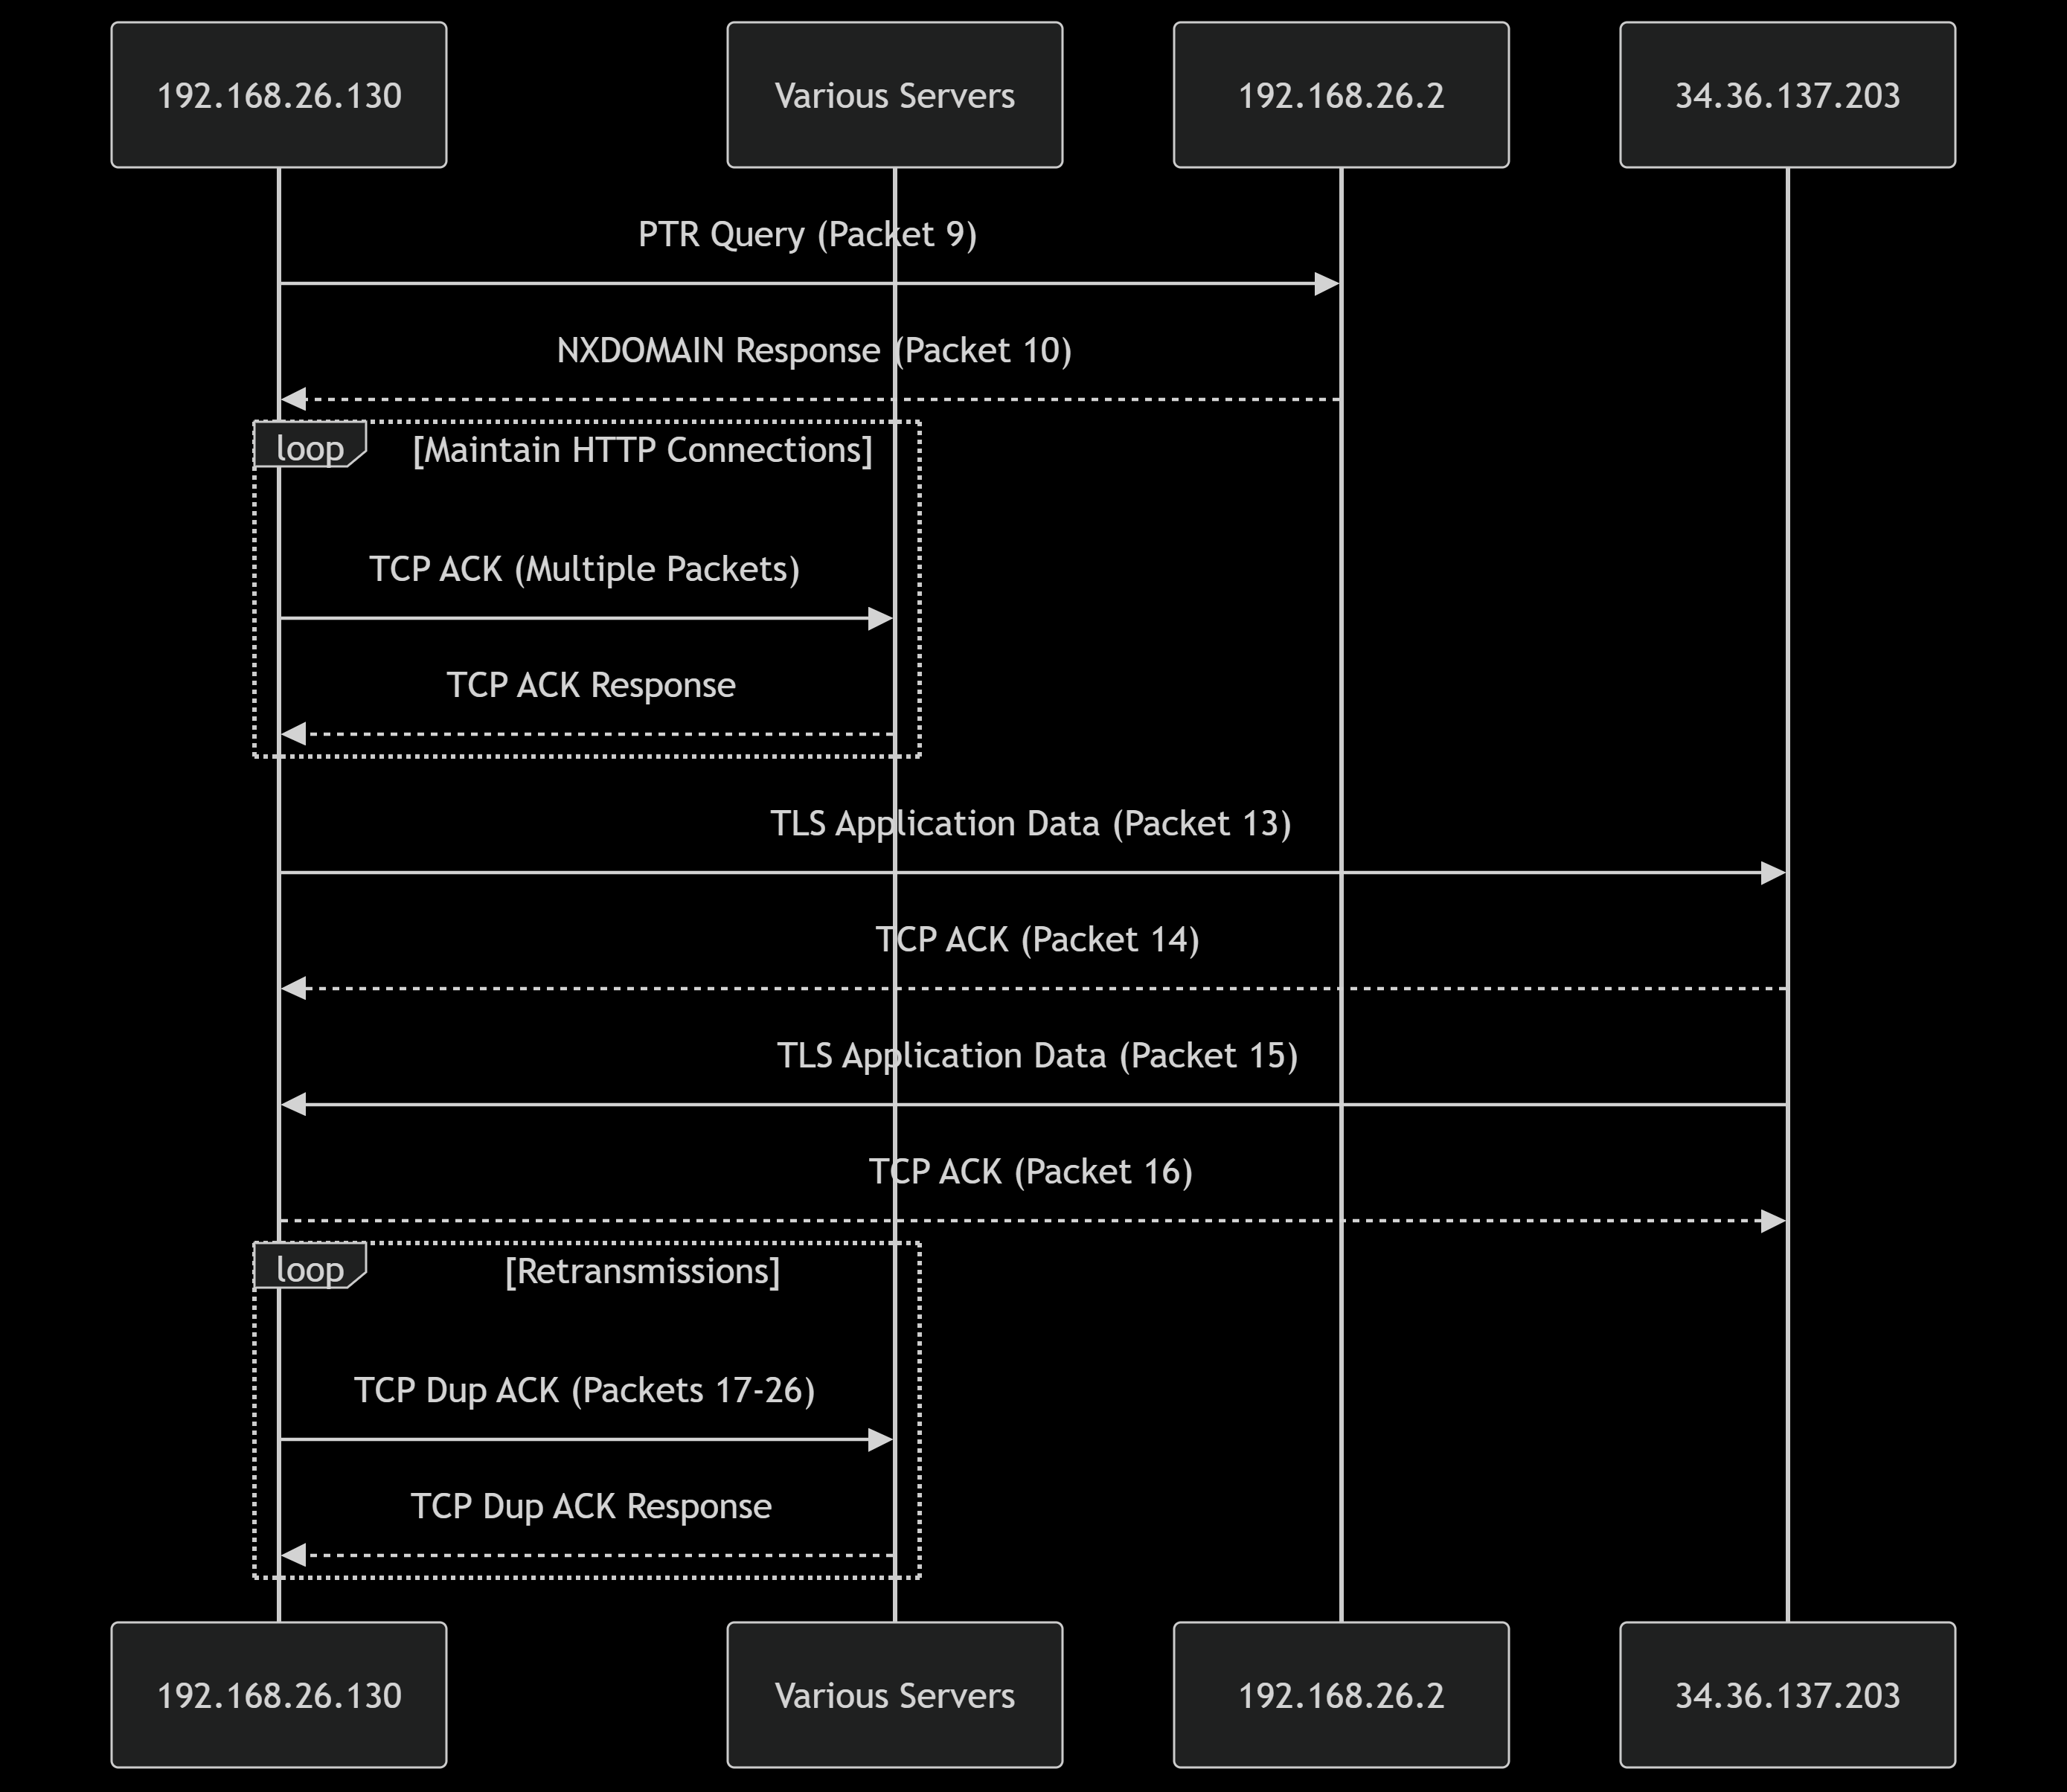 192.168.26.130
Various Servers
192.168.26.2
34.36.137.203
PTR Query (Packet 9)
NXDOMAIN Response (Packet 10)
loop
[Maintain HTTP Connections]
TCP ACK (Multiple Packets)
TCP ACK Response
TLS Application Data (Packet 13)
TCP ACK (Packet 14)
TLS Application Data (Packet 15)
TCP ACK (Packet 16)
loop
[Retransmissions]
TCP Dup ACK (Packets 17-26)
TCP Dup ACK Response
192.168.26.130
Various Servers
192.168.26.2
34.36.137.203